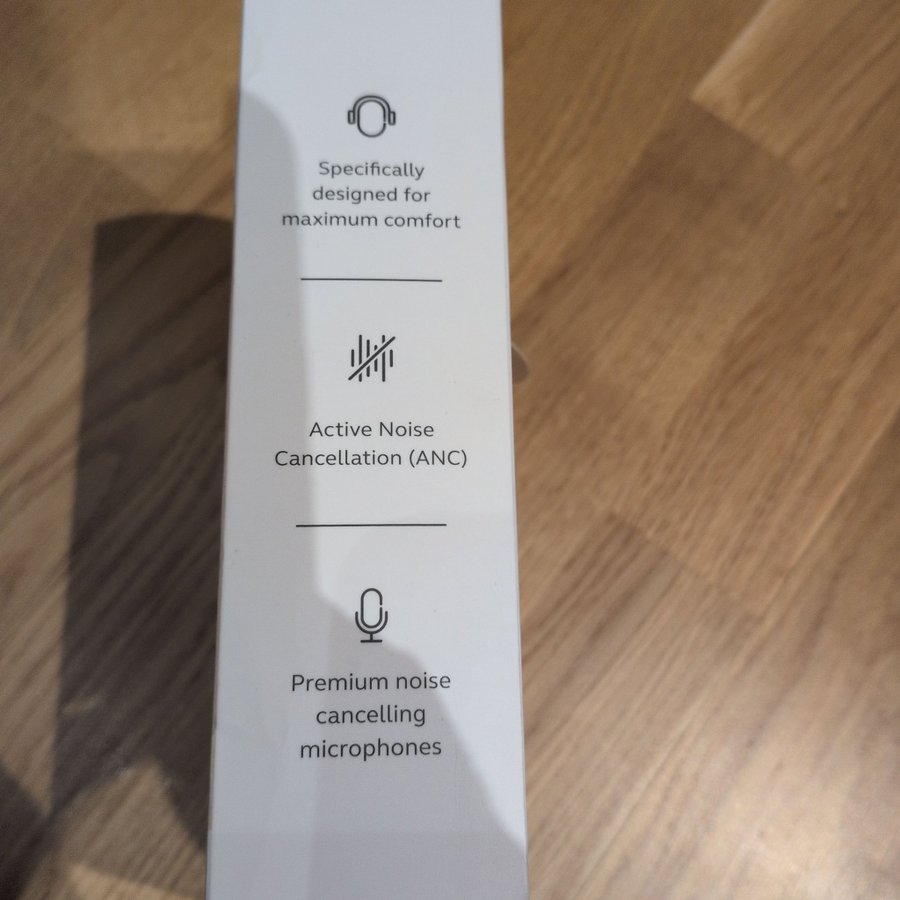 Specifically
designed for
maximum comfort
Active Noise
Cancellation (ANC)
Premium noise
cancelling
microphones